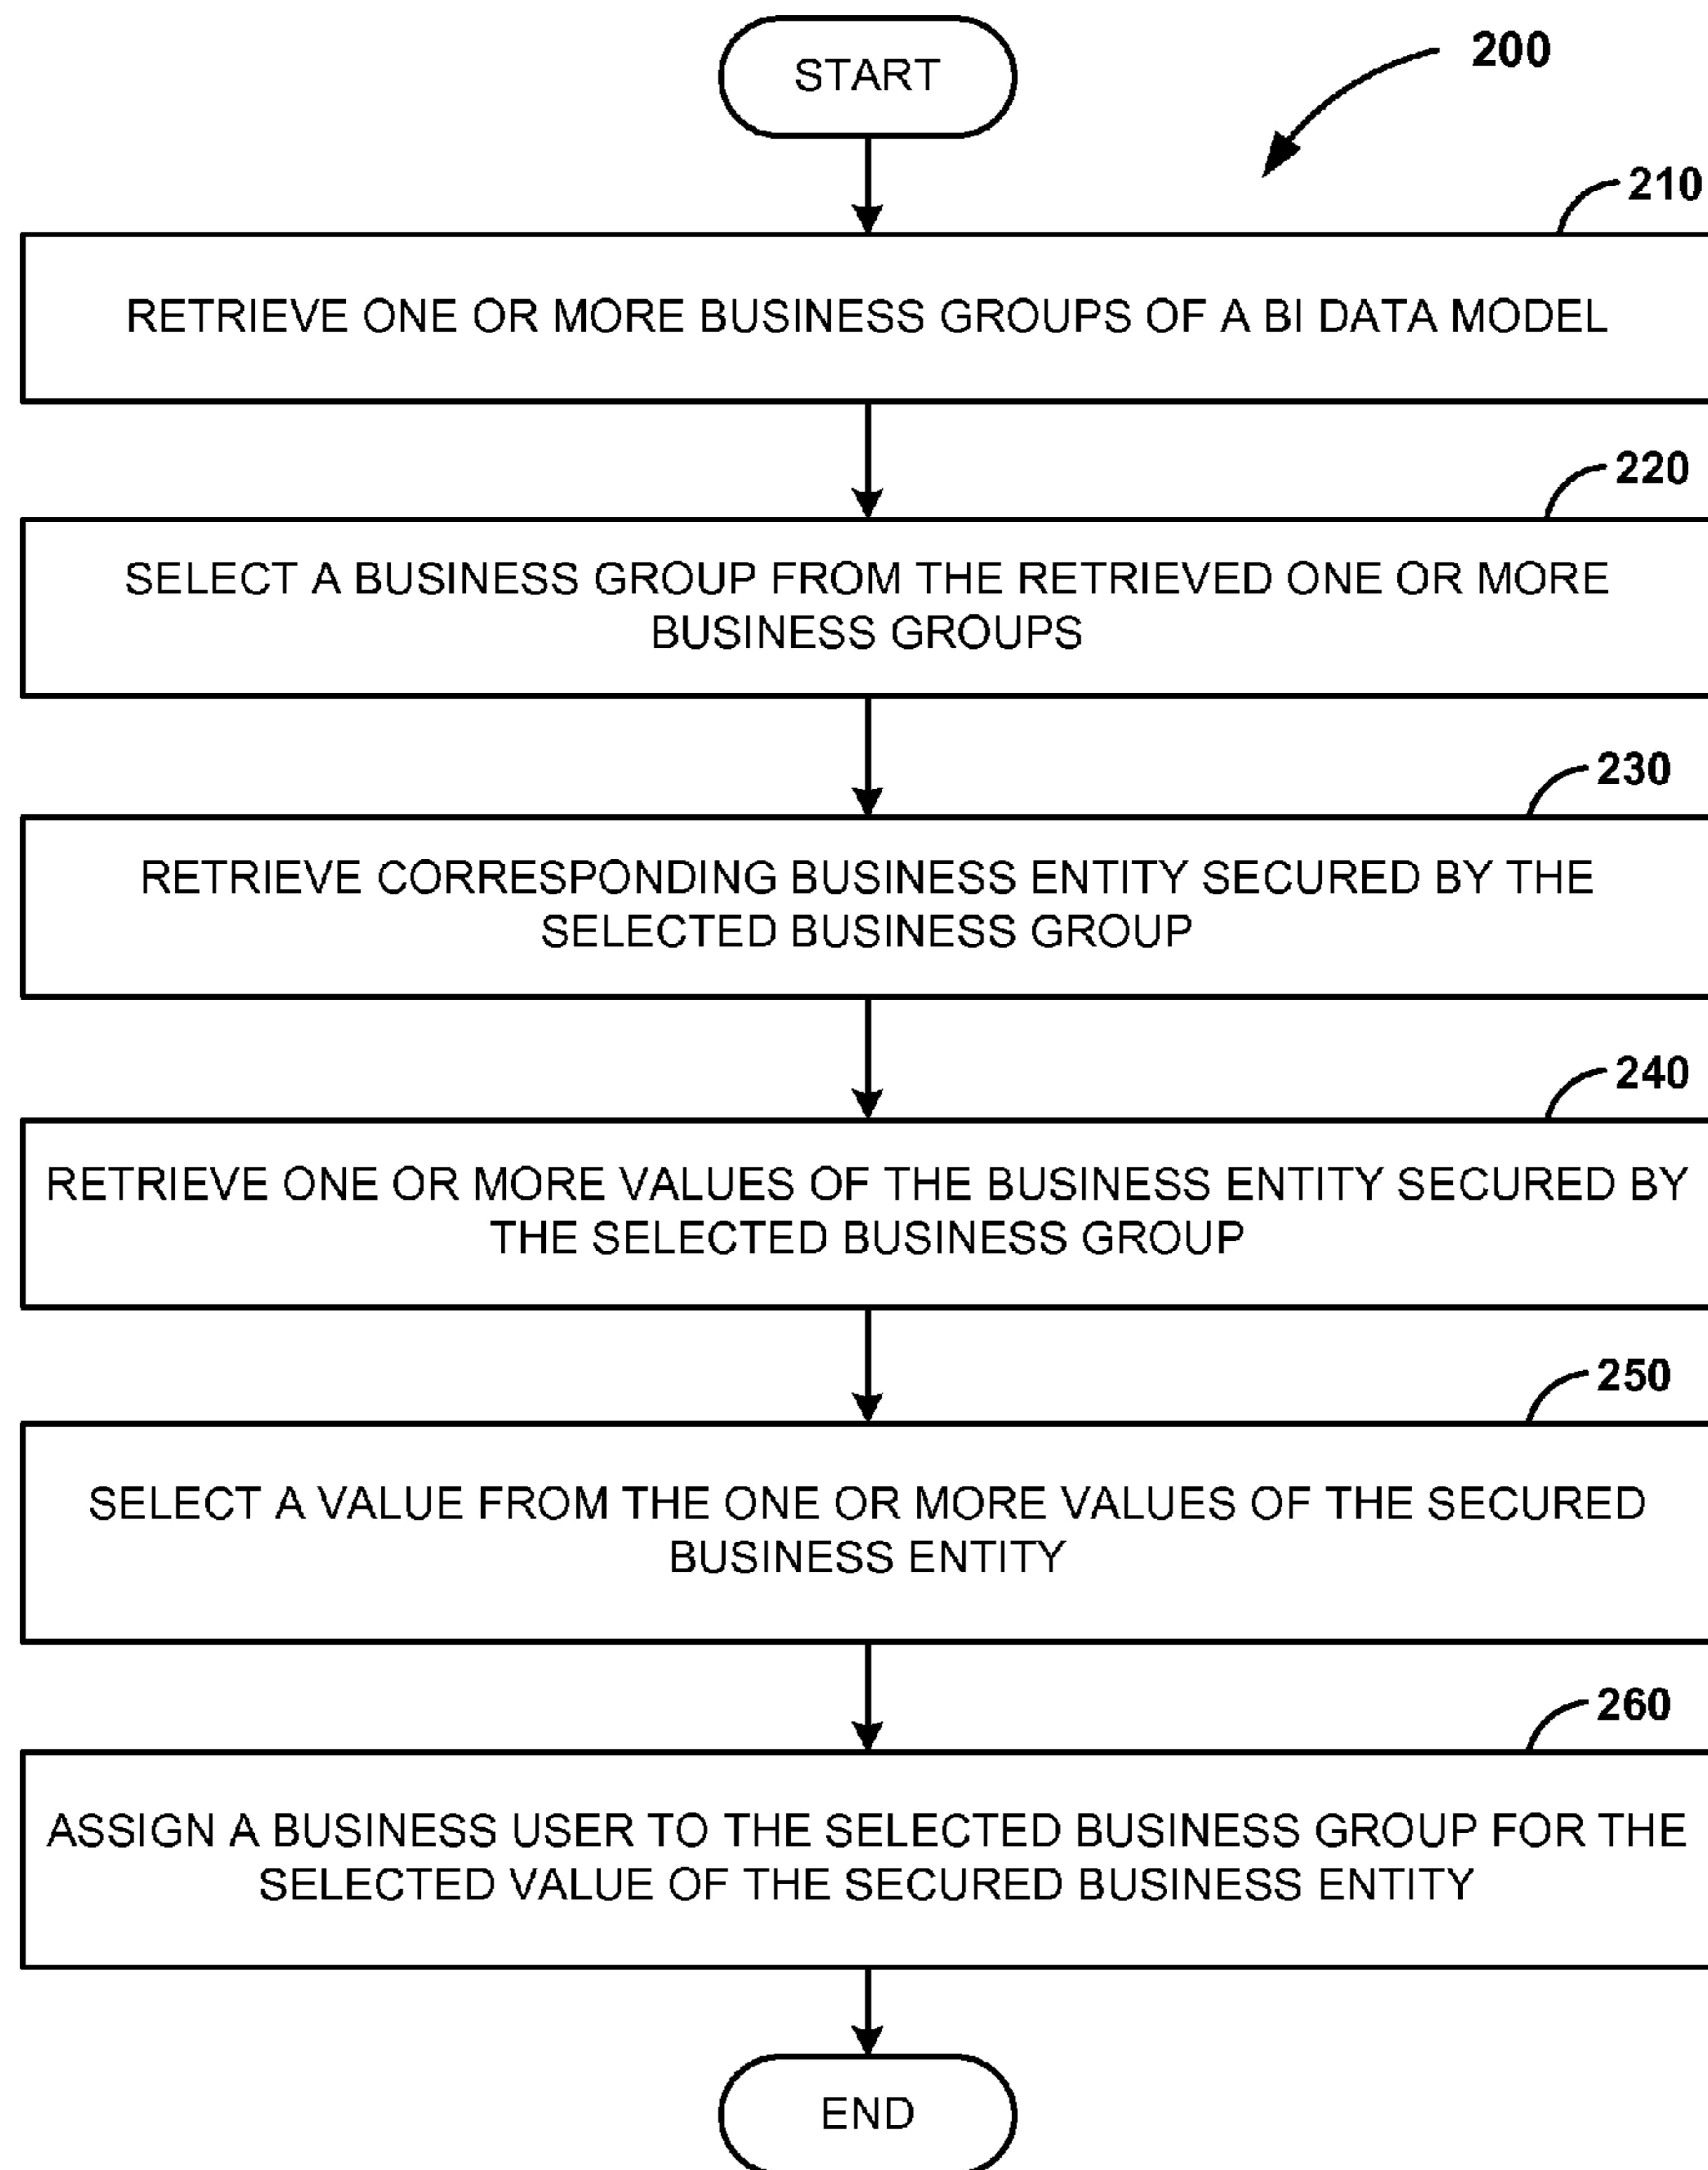 START
200
210
RETRIEVE ONE OR MORE BUSINESS GROUPS OF A BI DATA MODEL
220
SELECT A BUSINESS GROUP FROM THE RETRIEVED ONE OR MORE
BUSINESS GROUPS
230
RETRIEVE CORRESPONDING BUSINESS ENTITY SECURED BY THE
SELECTED BUSINESS GROUP
240
RETRIEVE ONE OR MORE VALUES OF THE BUSINESS ENTITY SECURED BY
THE SELECTED BUSINESS GROUP
250
SELECT A VALUE FROM THE ONE OR MORE VALUES OF THE SECURED
BUSINESS ENTITY
260
ASSIGN A BUSINESS USER TO THE SELECTED BUSINESS GROUP FOR THE
SELECTED VALUE OF THE SECURED BUSINESS ENTITY
END